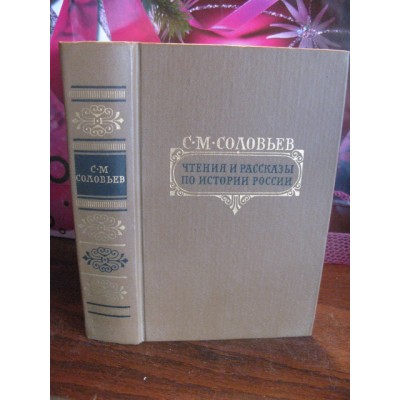 С·М
СОЛОВЬЕВ
С·М·СОЛОВЬЕВ
ЧТЕНИЯ И РАССКАЗЫ
ПО ИСТОРИИ РОССИИ